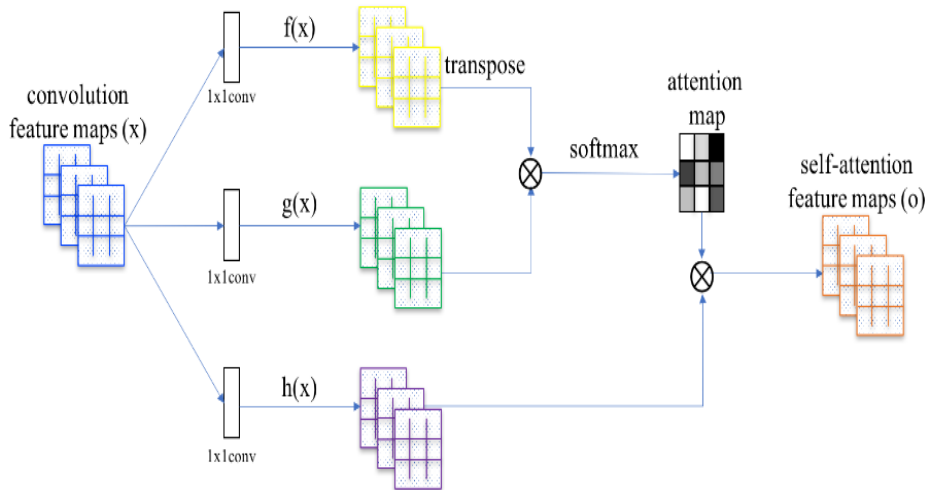 f(x)
1x1conv
transpose
convolution
feature maps (x)
attention
map
softmax
self-attention
feature maps (o)
g(x)
1x1conv
h(x)
1x1conv